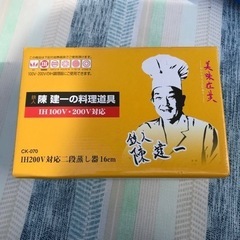 鉄人 陳 建一の料理道具
IH100V・200V対応
美味在美
鉄人
陳建一
CK-070
IH200V対応二段蒸し器16cm